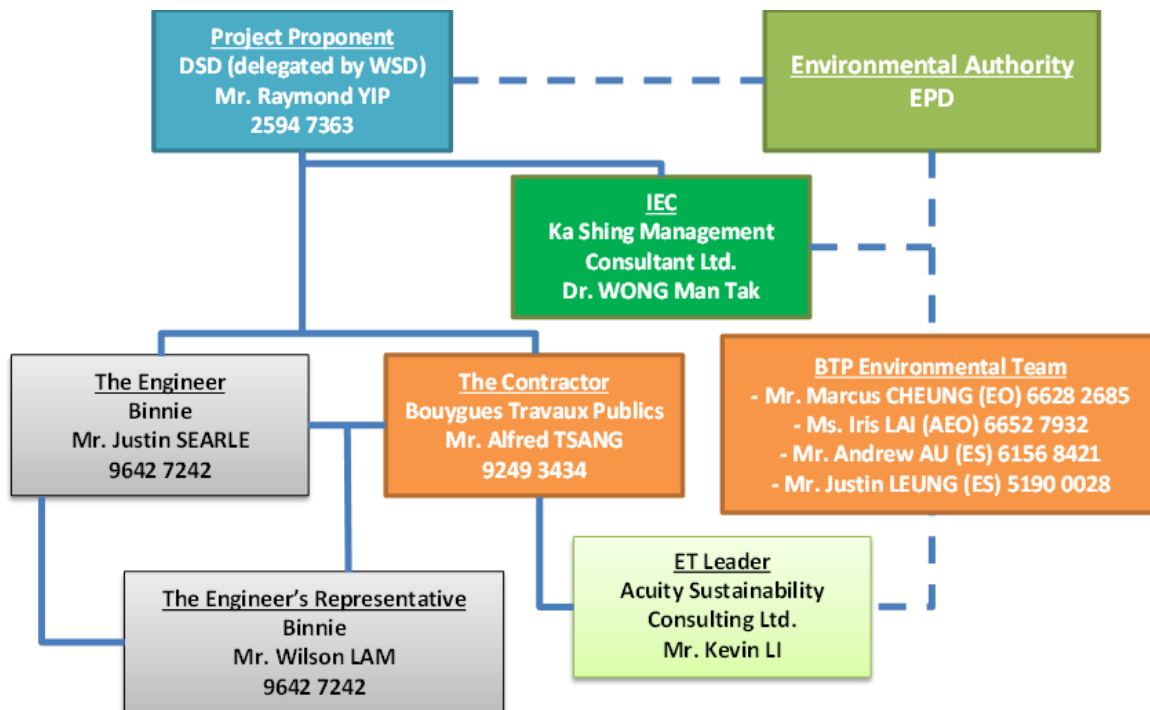 Project Proponent
DSD (delegated by WSD)
Mr. Raymond YIP
2594 7363
Environmental Authority
EPD
IEC
Ka Shing Management
Consultant Ltd.
Dr. WONG Man Tak
The Engineer
Binnie
Mr. Justin SEARLE
9642 7242
The Contractor
Bouygues Travaux Publics
Mr. Alfred TSANG
9249 3434
BTP Environmental Team
- Mr. Marcus CHEUNG (EO) 6628 2685
- Ms. Iris LAI (AEO) 6652 7932
- Mr. Andrew AU (ES) 6156 8421
- Mr. Justin LEUNG (ES) 5190 0028
The Engineer's Representative
Binnie
Mr. Wilson LAM
9642 7242
ET Leader
Acuity Sustainability
Consulting Ltd.
Mr. Kevin LI